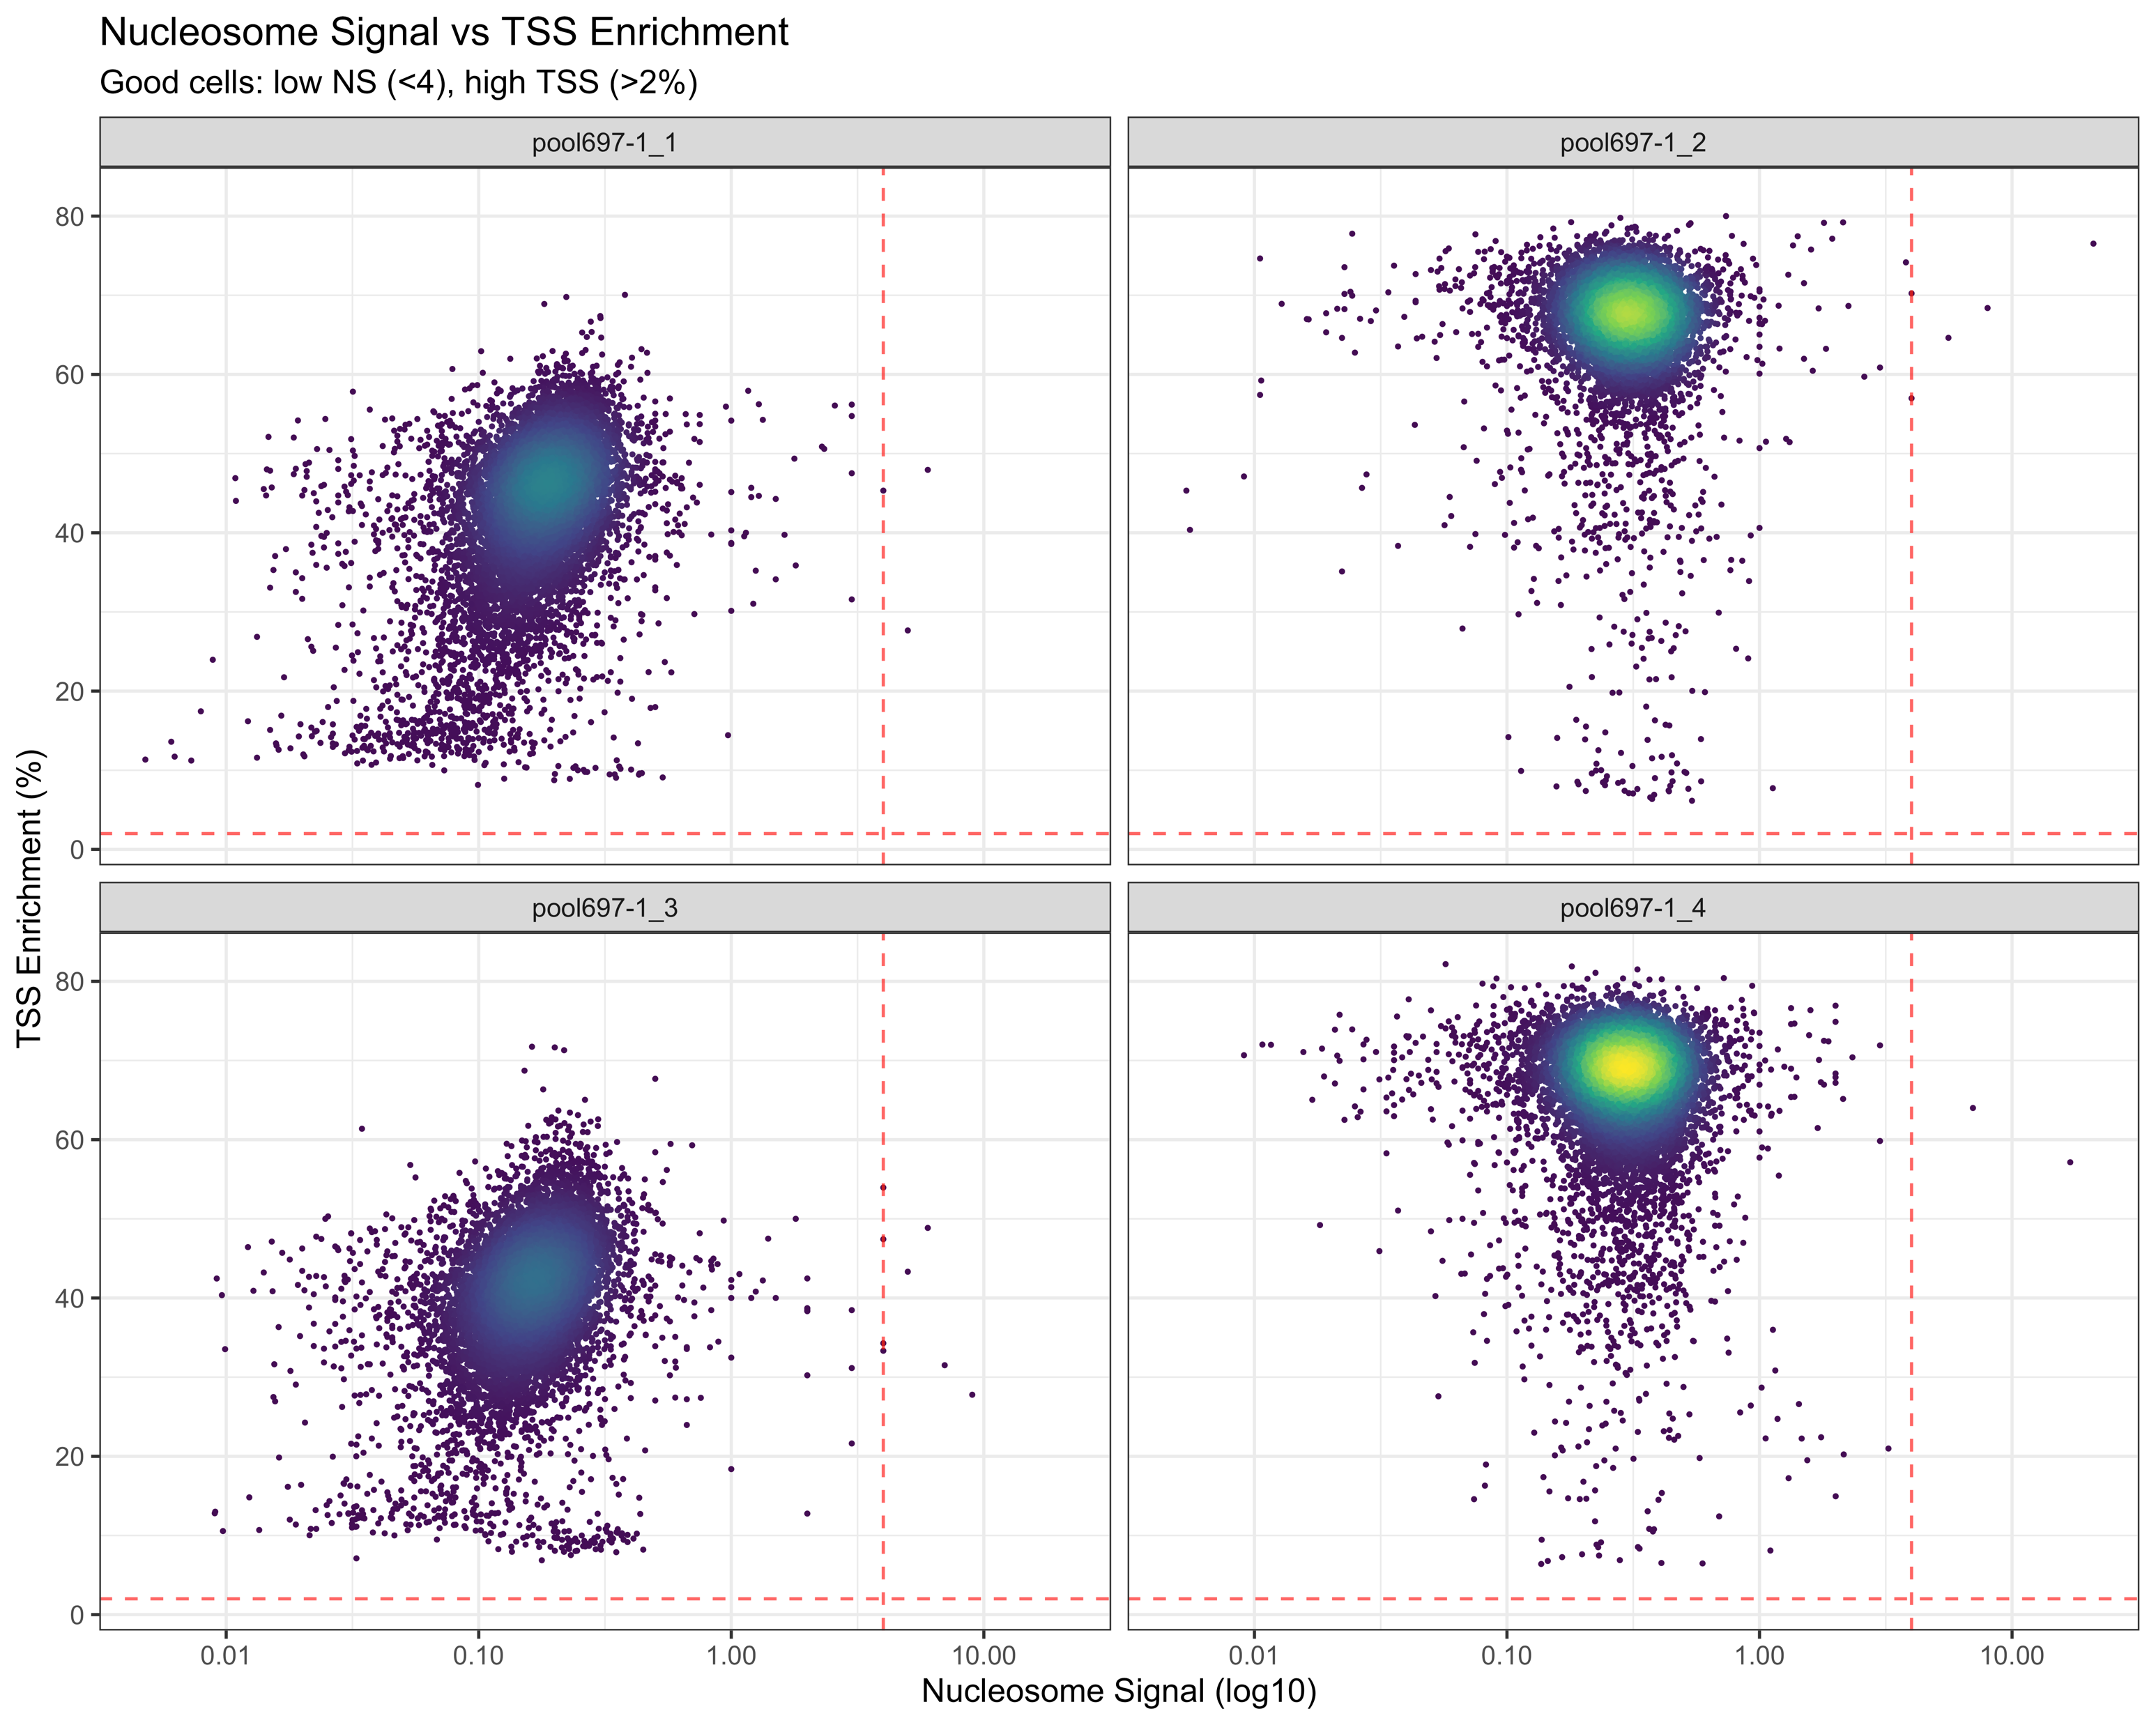 Nucleosome Signal vs TSS Enrichment
Good cells: low NS (<4), high TSS (>2%)
pool697-1_1
pool697-1_2
80
60
40
20
0
pool697-1_3
pool697-1_4
80
60
40
20
0
TSS Enrichment (%)
0.01
0.10
1.00
10.00
0.01
0.10
1.00
10.00
Nucleosome Signal (log10)